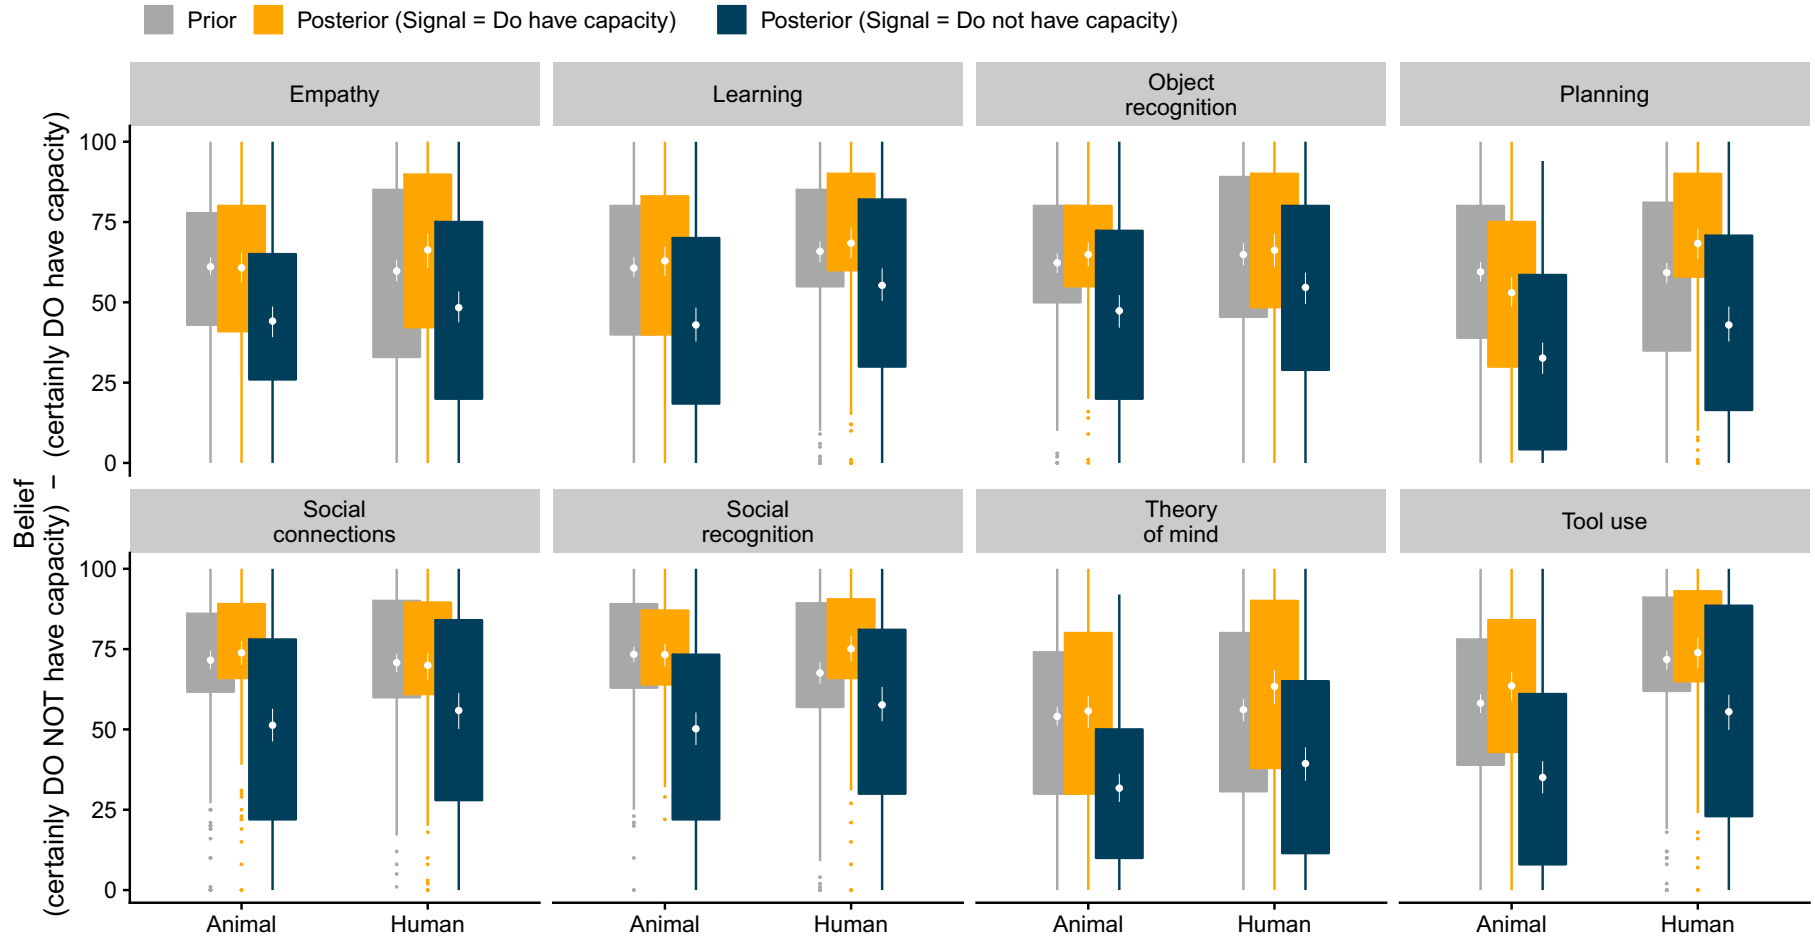 Prior
Posterior (Signal = Do have capacity)
Posterior (Signal = Do not have capacity)
Belief
(certainly DO NOT have capacity) – (certainly DO have capacity)
Empathy
Learning
Object
recognition
Planning
100
75
50
25
0
Social
connections
Social
recognition
Theory
of mind
Tool use
100
75
50
25
0
Animal
Human
Animal
Human
Animal
Human
Animal
Human